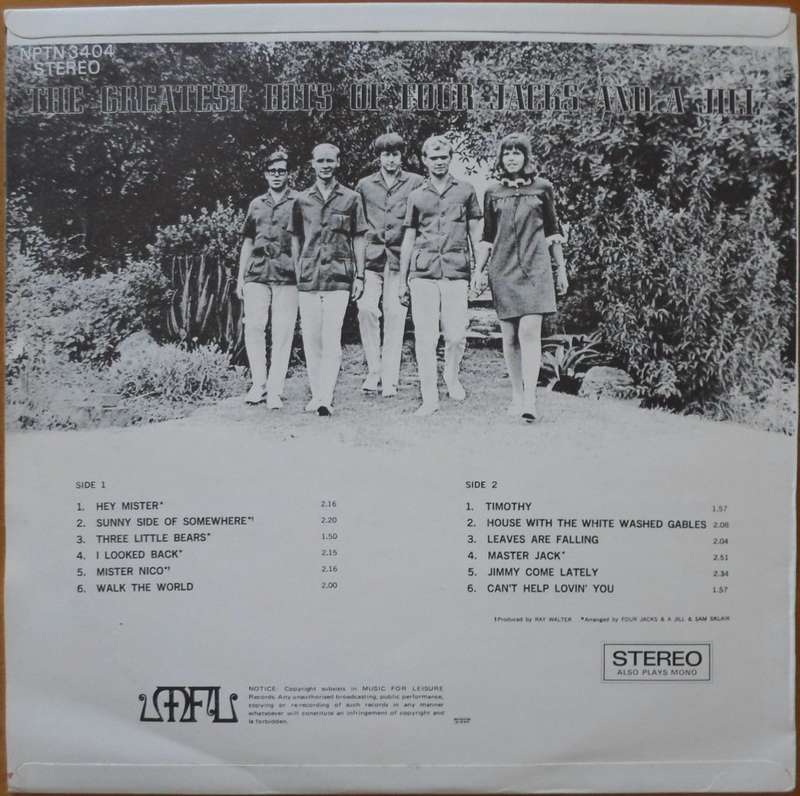 NPTN 3404
STEREO
THE GREATEST HITS OF FOUR JACKS AND A JILL
SIDE 1
1. HEY MISTER* 2.16
2. SUNNY SIDE OF SOMEWHERE*† 2.20
3. THREE LITTLE BEARS* 1.50
4. I LOOKED BACK* 2.15
5. MISTER NICO*† 2.16
6. WALK THE WORLD 2.00
SIDE 2
1. TIMOTHY 1.57
2. HOUSE WITH THE WHITE WASHED GABLES 2.08
3. LEAVES ARE FALLING 2.04
4. MASTER JACK* 2.51
5. JIMMY COME LATELY 2.34
6. CAN'T HELP LOVIN' YOU 1.57
†Produced by RAY WALTER *Arranged by FOUR JACKS & A JILL & SAM SKLAIR
STEREO
ALSO PLAYS MONO
MFL
NOTICE: Copyright subsists in MUSIC FOR LEISURE
Records. Any unauthorised broadcasting, public performance,
copying or re-recording of such records in any manner
whatsoever will constitute an infringement of copyright and
is forbidden.